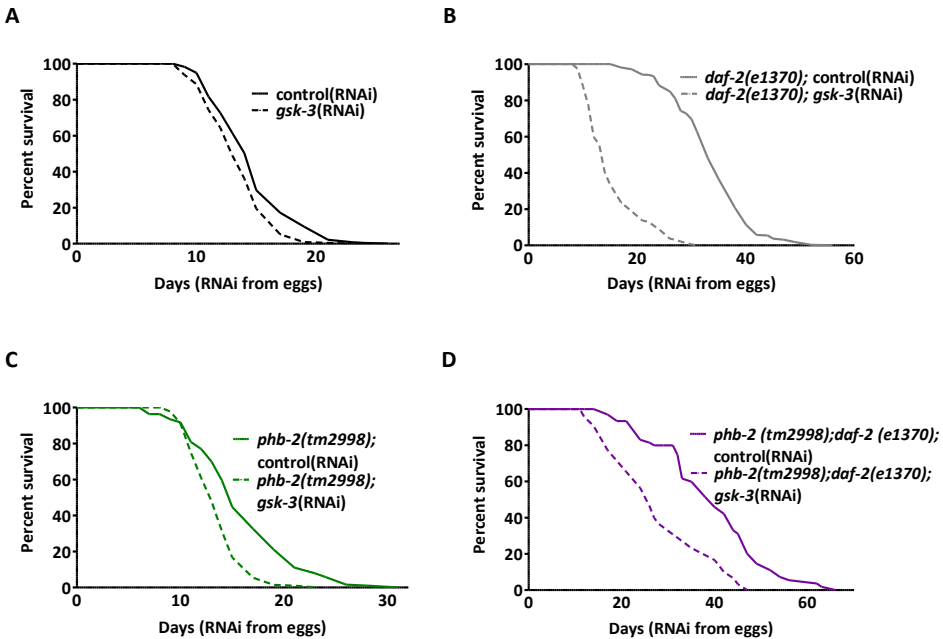 A
100
80
60
40
20
0
10
20
Percent survival
Days (RNAi from eggs)
control(RNAi)
gsk-3(RNAi)
B
100
80
60
40
20
0
0
20
40
60
Percent survival
Days (RNAi from eggs)
daf-2(e1370); control(RNAi)
daf-2(e1370); gsk-3(RNAi)
C
100
80
60
40
20
0
0
10
20
30
Percent survival
Days (RNAi from eggs)
phb-2(tm2998);
control(RNAi)
phb-2(tm2998);
gsk-3(RNAi)
D
100
80
60
40
20
0
0
20
40
60
Percent survival
Days (RNAi from eggs)
phb-2 (tm2998);daf-2 (e1370);
control(RNAi)
phb-2(tm2998);daf-2(e1370);
gsk-3(RNAi)